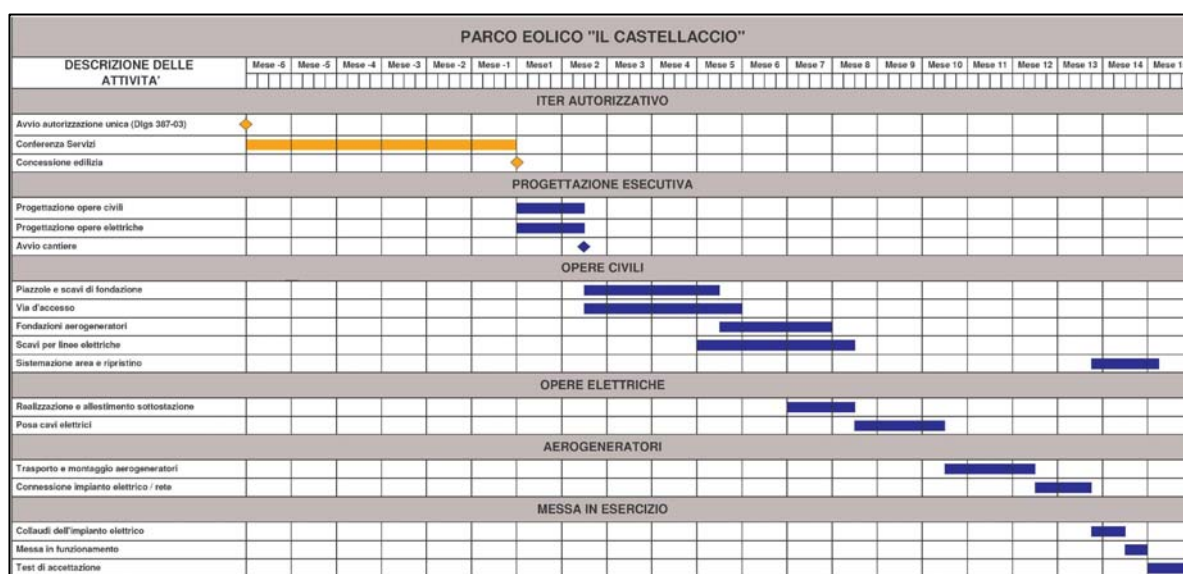 PARCO EOLICO "IL CASTELLACCIO"
DESCRIZIONE DELLE ATTIVITA' Mese -6 Mese -5 Mese -4 Mese -3 Mese -2 Mese -1 Mese1 Mese 2 Mese 3 Mese 4 Mese 5 Mese 6 Mese 7 Mese 8 Mese 9 Mese 10 Mese 11 Mese 12 Mese 13 Mese 14 Mese
ITER AUTORIZZATIVO
Avvio autorizzazione unica (Dlgs 387-03)
Conferenza Servizi
Concessione edilizia
PROGETTAZIONE ESECUTIVA
Progettazione opere civili
Progettazione opere elettriche
Avvio cantiere
OPERE CIVILI
Piazzole e scavi di fondazione
Via d'accesso
Fondazioni aerogeneratori
Scavi per linee elettriche
Sistemazione area e ripristino
OPERE ELETTRICHE
Realizzazione e allestimento sottostazione
Posa cavi elettrici
AEROGENERATORI
Trasporto e montaggio aerogeneratori
Connessione impianto elettrico / rete
MESSA IN ESERCIZIO
Collaudi dell'impianto elettrico
Messa in funzionamento
Test di accettazione